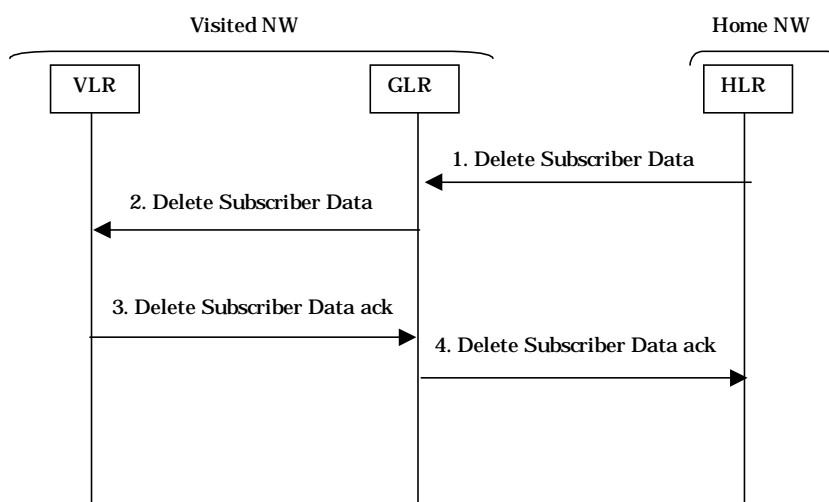 Visited NW
Home NW
VLR
GLR
HLR
1. Delete Subscriber Data
2. Delete Subscriber Data
3. Delete Subscriber Data ack
4. Delete Subscriber Data ack